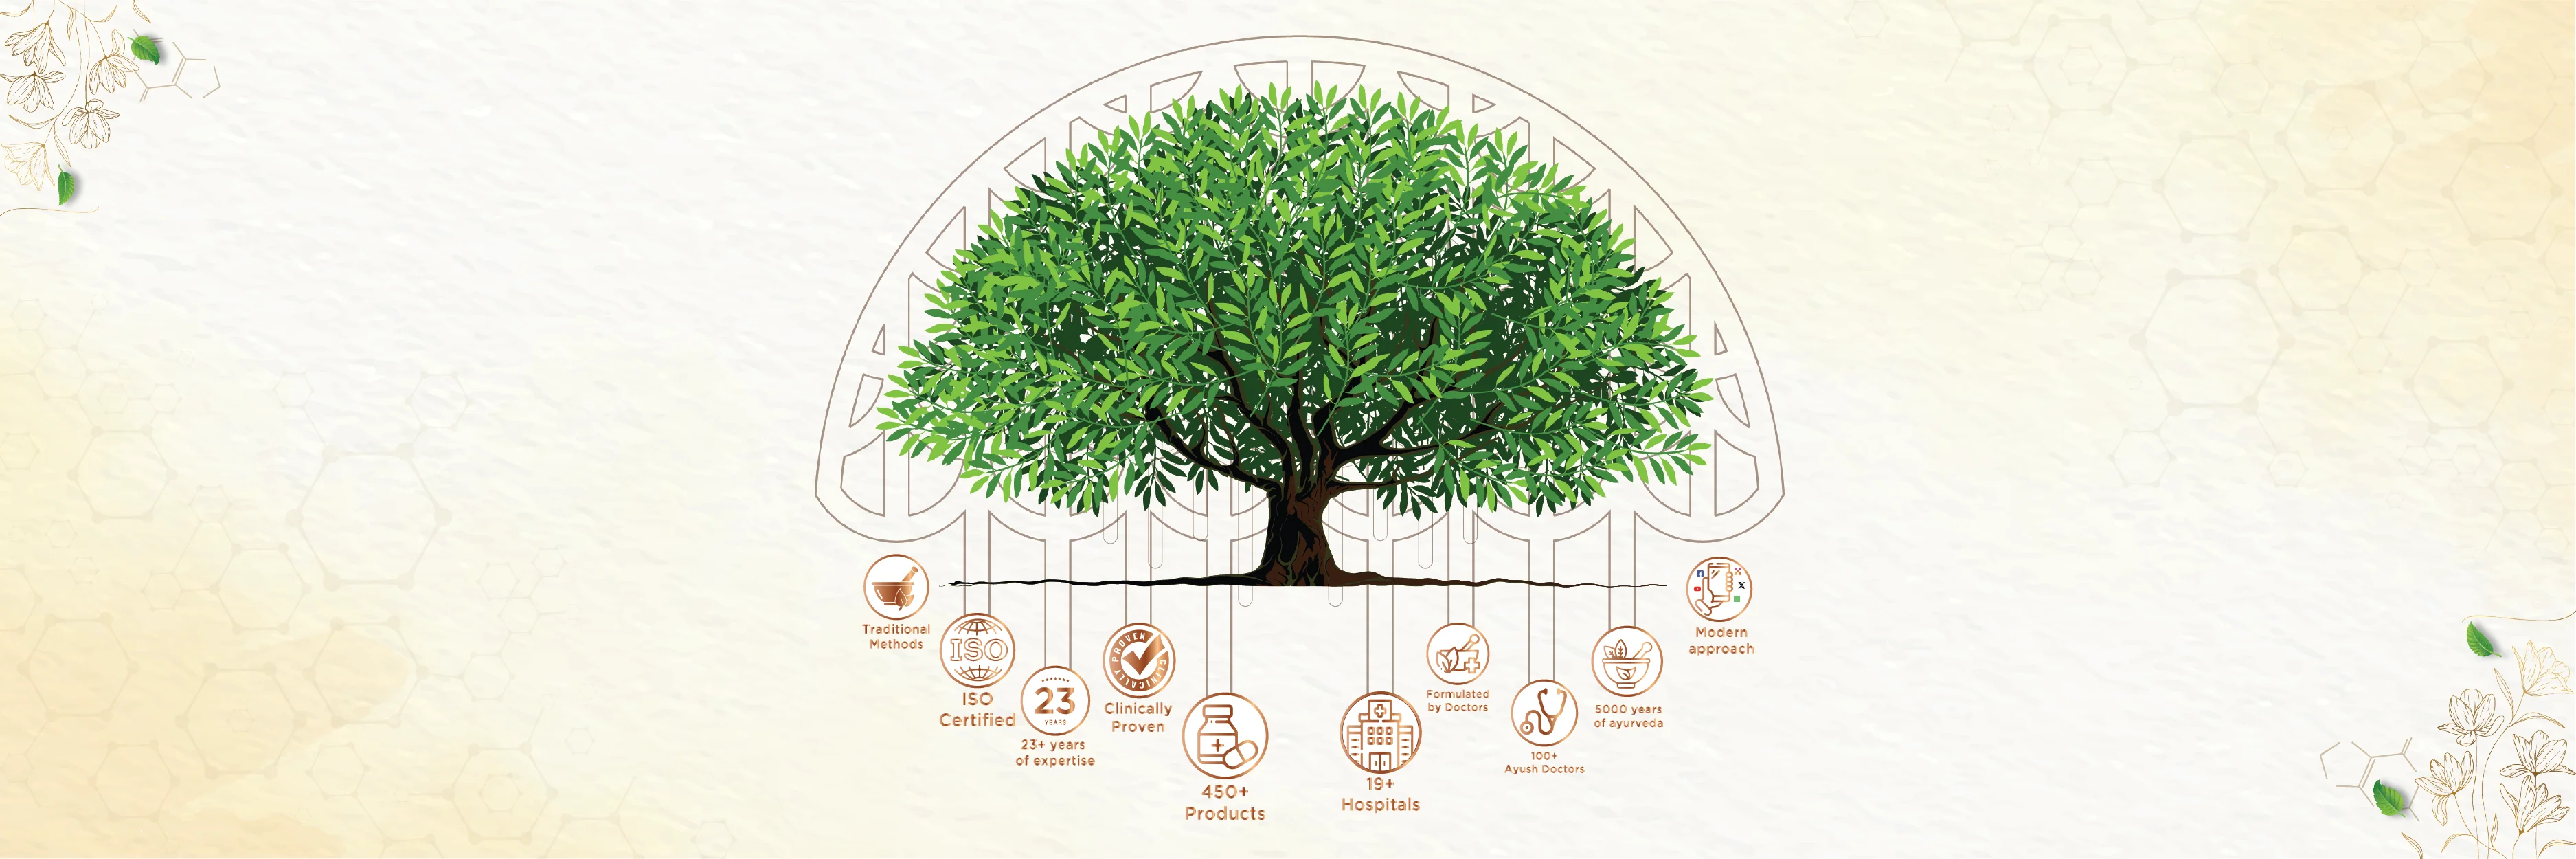 Traditional
Methods
ISO
ISO
Certified
23
YEARS
23+ years
of expertise
PROVEN
CLINICALLY
Clinically
Proven
450+
Products
19+
Hospitals
Formulated
by Doctors
100+
Ayush Doctors
5000 years
of ayurveda
Modern
approach